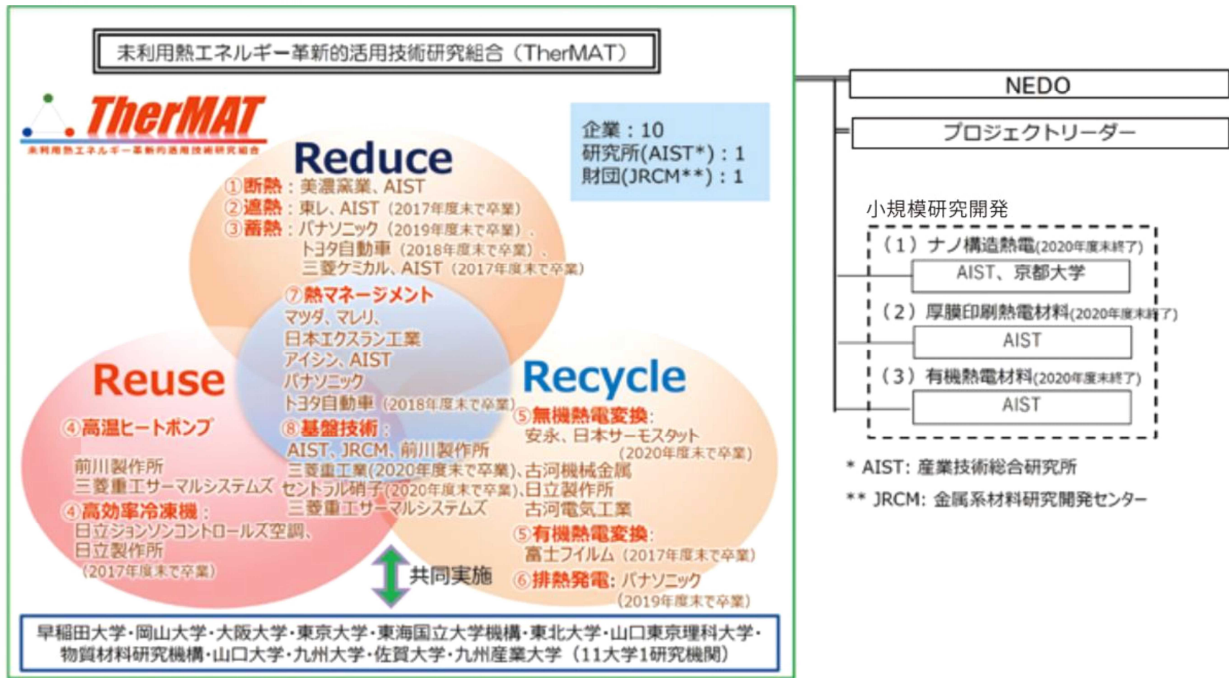 未利用熱エネルギー革新的活用技術研究組合（TherMAT）
TherMAT
未利用熱エネルギー革新的活用技術研究組合
企業：10
研究所(AIST*)：1
財団(JRCM**)：1
Reduce
①断熱：美濃窯業、AIST
②遮熱：東レ、AIST（2017年度末で卒業）
③蓄熱：パナソニック（2019年度で卒業）、
トヨタ自動車（2018年度末で卒業）
三菱ケミカル、AIST（2017年度末で卒業）
⑦熱マネージメント
マツダ、マレリ、
日本エクスラン工業
アイシン、AIST
パナソニック
トヨタ自動車（2018年度末で卒業）
⑧基盤技術：
AIST、JRCM、前川製作所
三菱重工業(2020年度末で卒業)、
セントラル硝子(2020年度末で卒業)、
三菱重工サーマルシステムズ
Reuse
④高温ヒートポンプ
前川製作所
三菱重工サーマルシステムズ
④高効率冷凍機：
日立ジョンソンコントロールズ空調、
日立製作所
（2017年度末で卒業）
Recycle
⑤無機熱電変換：
安永、日本サーモスタット
（2020年度末で卒業）
古河機械金属
日立製作所
古河電気工業
⑤有機熱電変換：
富士フイルム（2017年度末で卒業）
⑥排熱発電：パナソニック
（2019年度末で卒業）
共同実施
早稲田大学・岡山大学・大阪大学・東京大学・東海国立大学機構・東北大学・山口東京理科大学・
物質材料研究機構・山口大学・九州大学・佐賀大学・九州産業大学（11大学1研究機関）
NEDO
プロジェクトリーダー
小規模研究開発
（1）ナノ構造熱電(2020年度末終了)
AIST、京都大学
（2）厚膜印刷熱電材料(2020年度末終了)
AIST
（3）有機熱電材料(2020年度末終了)
AIST
* AIST: 産業技術総合研究所
** JRCM: 金属系材料研究開発センター